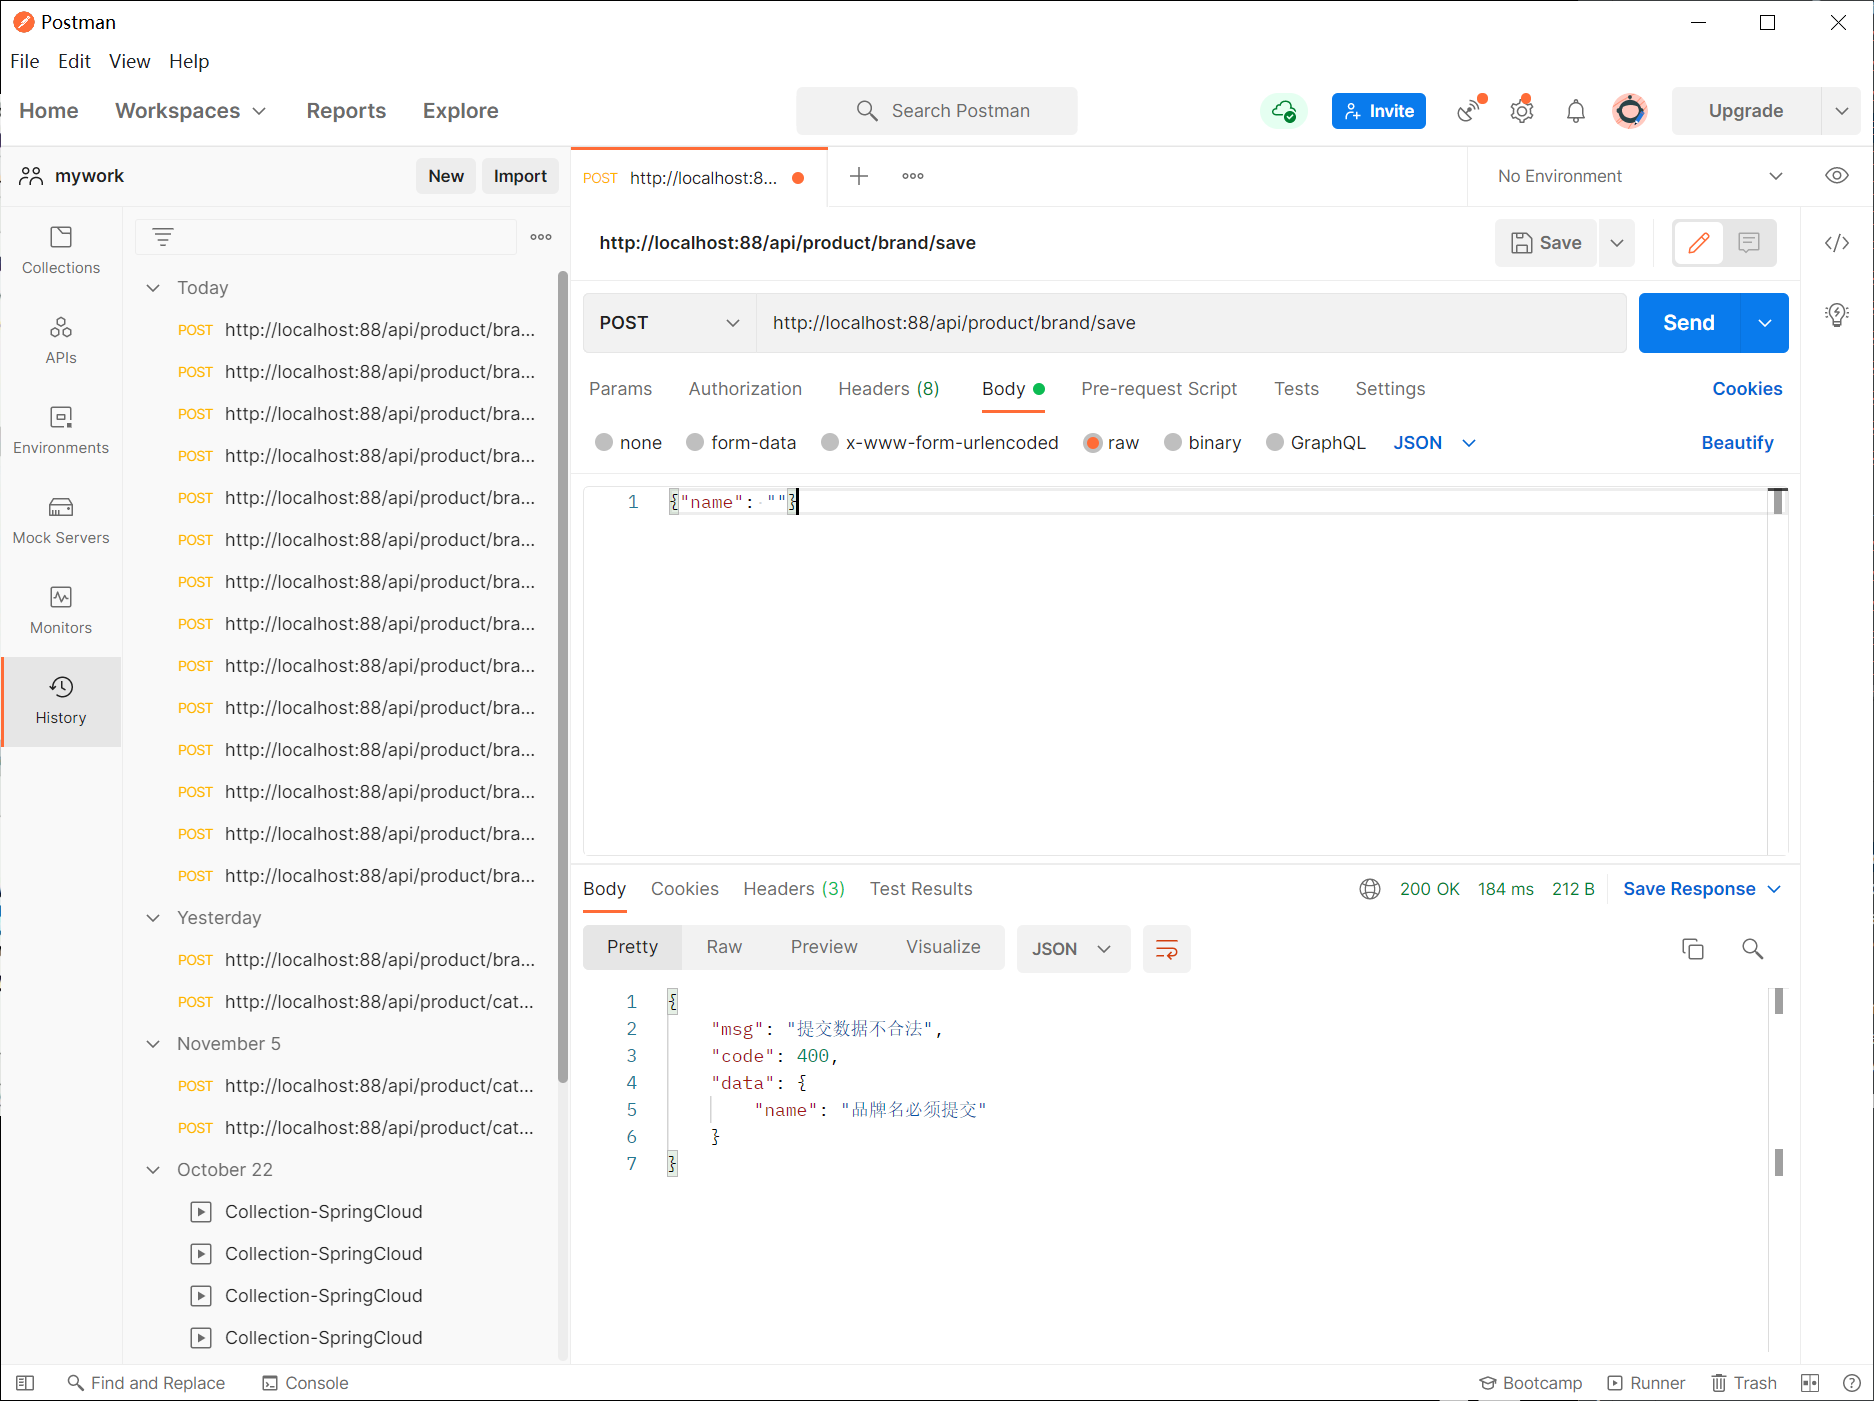 Postman
File Edit View Help
Home Workspaces Reports Explore Search Postman Invite Upgrade
mywork New Import POST http://localhost:8... No Environment
Collections
APIs
Environments
Mock Servers
Monitors
History
Today
POST http://localhost:88/api/product/bra...
POST http://localhost:88/api/product/bra...
POST http://localhost:88/api/product/bra...
POST http://localhost:88/api/product/bra...
POST http://localhost:88/api/product/bra...
POST http://localhost:88/api/product/bra...
POST http://localhost:88/api/product/bra...
POST http://localhost:88/api/product/bra...
POST http://localhost:88/api/product/bra...
POST http://localhost:88/api/product/bra...
POST http://localhost:88/api/product/bra...
POST http://localhost:88/api/product/bra...
POST http://localhost:88/api/product/bra...
POST http://localhost:88/api/product/bra...
Yesterday
POST http://localhost:88/api/product/bra...
POST http://localhost:88/api/product/cat...
November 5
POST http://localhost:88/api/product/cat...
POST http://localhost:88/api/product/cat...
October 22
Collection-SpringCloud
Collection-SpringCloud
Collection-SpringCloud
Collection-SpringCloud
http://localhost:88/api/product/brand/save Save
POST http://localhost:88/api/product/brand/save Send
Params Authorization Headers (8) Body Pre-request Script Tests Settings Cookies
none form-data x-www-form-urlencoded raw binary GraphQL JSON Beautify
1 {"name": ""}
Body Cookies Headers (3) Test Results 200 OK 184 ms 212 B Save Response
Pretty Raw Preview Visualize JSON
1 {
2 "msg": "提交数据不合法",
3 "code": 400,
4 "data": {
5 "name": "品牌名必须提交"
6 }
7 }
Find and Replace Console Bootcamp Runner Trash